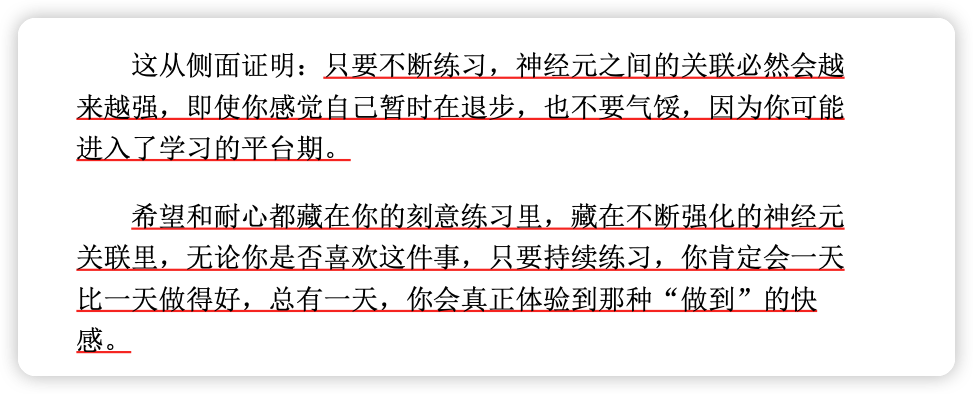 这从侧面证明：只要不断练习，神经元之间的关联必然会越
来越强，即使你感觉自己暂时在退步，也不要气馁，因为你可能
进入了学习的平台期。
希望和耐心都藏在你的刻意练习里，藏在不断强化的神经元
关联里，无论你是否喜欢这件事，只要持续练习，你肯定会一天
比一天做得好，总有一天，你会真正体验到那种“做到”的快
感。